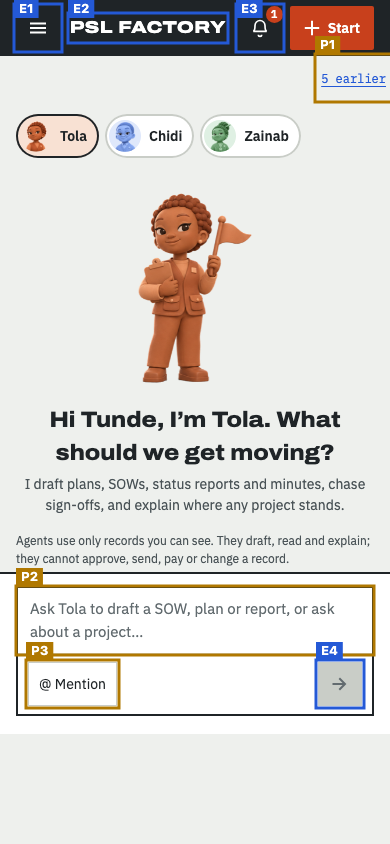 E1
E2
E3
PSL FACTORY
1
Start
P1
5 earlier
Tola
Chidi
Zainab
Hi Tunde, I’m Tola. What
should we get moving?
I draft plans, SOWs, status reports and minutes, chase
sign-offs, and explain where any project stands.
Agents use only records you can see. They draft, read and explain;
they cannot approve, send, pay or change a record.
P2
Ask Tola to draft a SOW, plan or report, or ask
about a project...
P3
E4
@ Mention